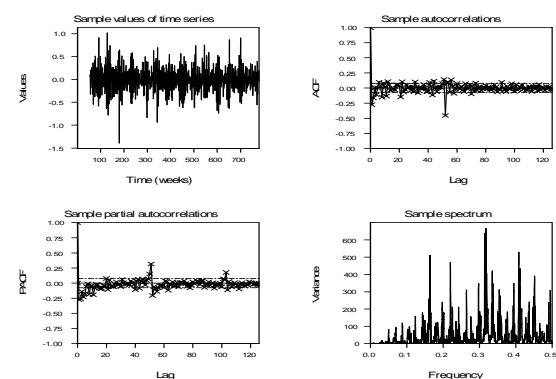 Sample values of time series
1.0
0.5
0.0
-0.5
-1.0
-1.5
Values
100 200 300 400 500 600 700
Time (weeks)
Sample autocorrelations
1.00
0.75
0.50
0.25
0.00
-0.25
-0.50
-0.75
-1.00
ACF
0 20 40 60 80 100 120
Lag
Sample partial autocorrelations
1.00
0.75
0.50
0.25
0.00
-0.25
-0.50
-0.75
-1.00
PACF
0 20 40 60 80 100 120
Lag
Sample spectrum
600
500
400
300
200
100
0
Variance
0.0 0.1 0.2 0.3 0.4 0.5
Frequency